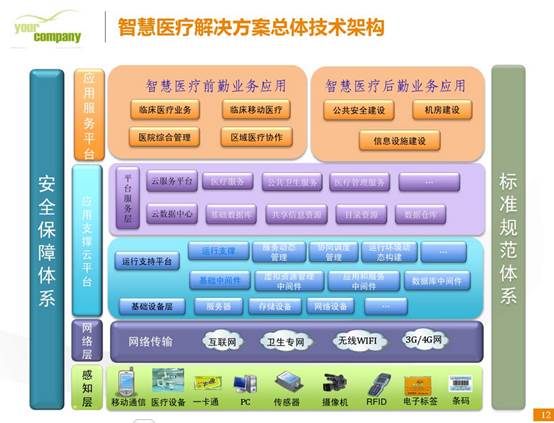 your
company
智慧医疗解决方案总体技术架构
安全保障体系
标准规范体系
应用服务平台
智慧医疗前勤业务应用
临床医疗业务
临床移动医疗
医院综合管理
区域医疗协作
智慧医疗后勤业务应用
公共安全建设
机房建设
信息设施建设
应用支撑云平台
平台服务层
云服务平台
医疗服务
公共卫生服务
医疗管理服务
...
云数据中心
基础数据库
共享信息资源
目录资源
数据仓库
运行支持平台
运行支撑
服务动态
管理
协同调度
管理
运行环境动
态构建
...
基础中间件
虚拟资源管理
中间件
应用和服务
中间件
数据库中间件
基础设备层
服务器
存储设备
网络设备
...
网络层
网络传输
互联网
卫生专网
无线WIFI
3G/4G网
感知层
移动通信
医疗设备
一卡通
PC
传感器
摄像机
RFID
电子标签
条码
12